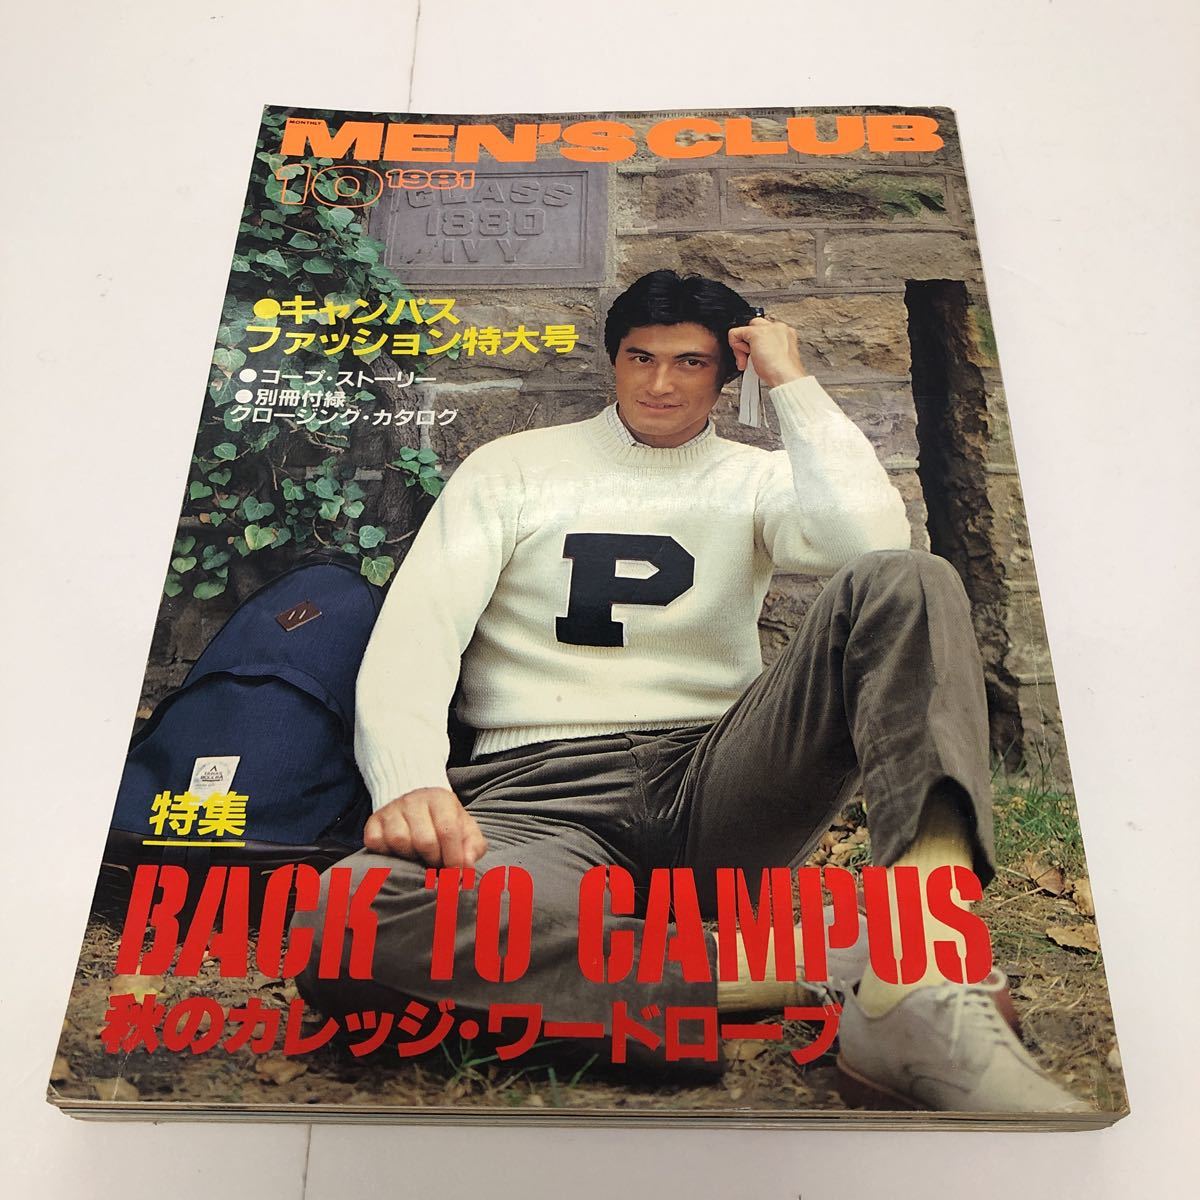 MONTHLY
MEN'S CLUB
10 1981
CLASS
1880
IVY
●キャンパス
ファッション特大号
●コープ・ストーリー
●別冊付録
クロージング・カタログ
P
特集
BACK TO CAMPUS
秋のカレッジ・ワードローブ